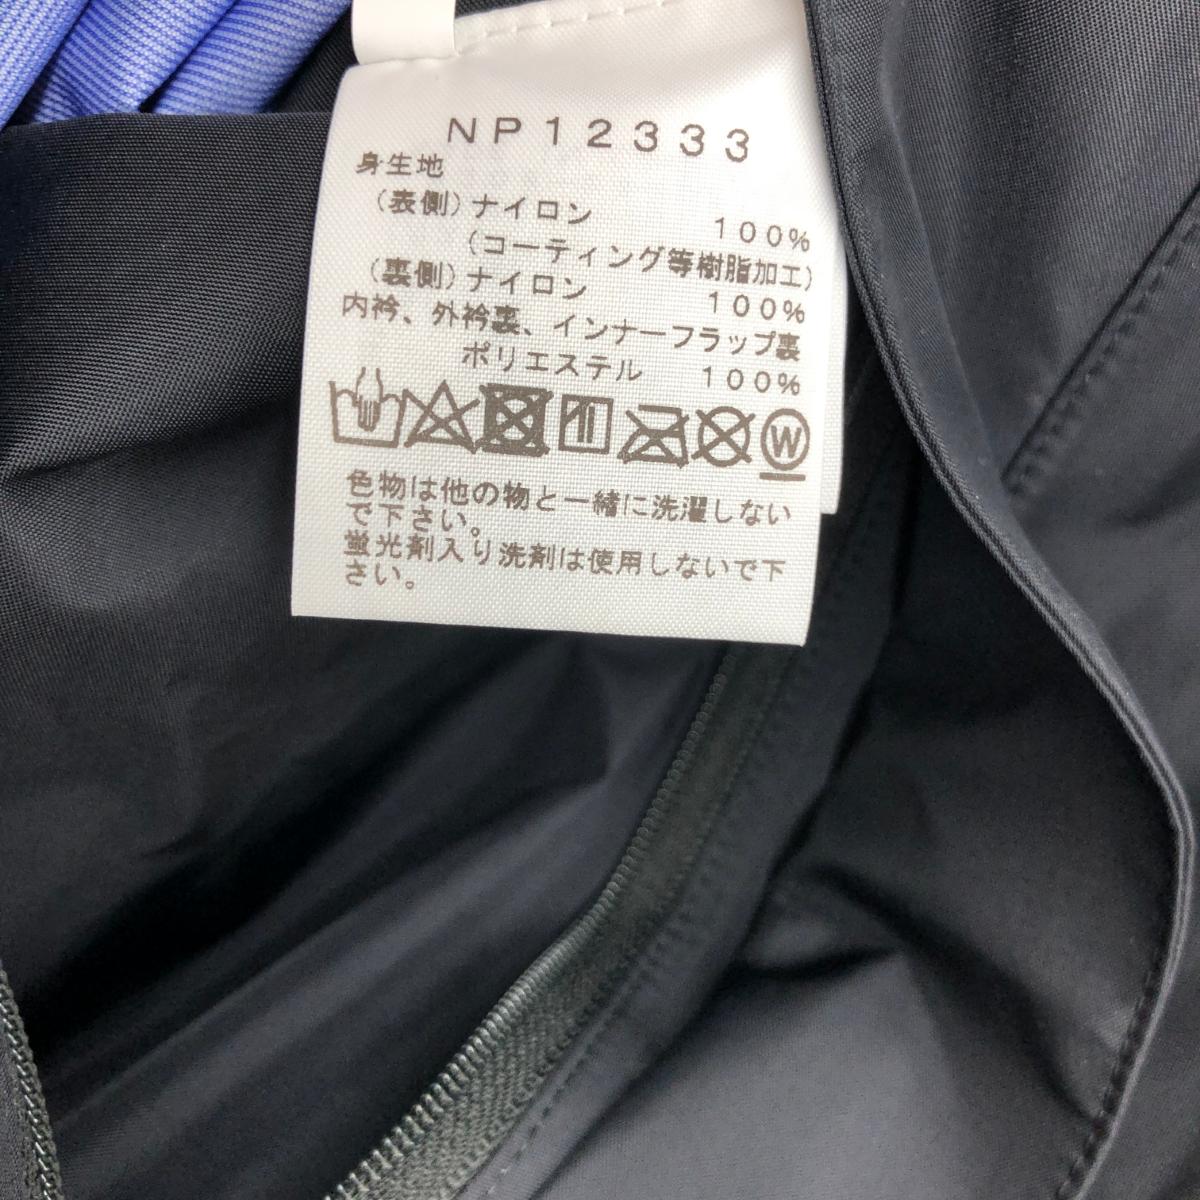 NP12333
身生地
(表側)ナイロン 100%
(コーティング等樹脂加工)
(裏側)ナイロン 100%
内衿、外衿裏、インナーフラップ裏
ポリエステル 100%
W
色物は他の物と一緒に洗濯しない
で下さい。
蛍光剤入り洗剤は使用しないで下
さい。